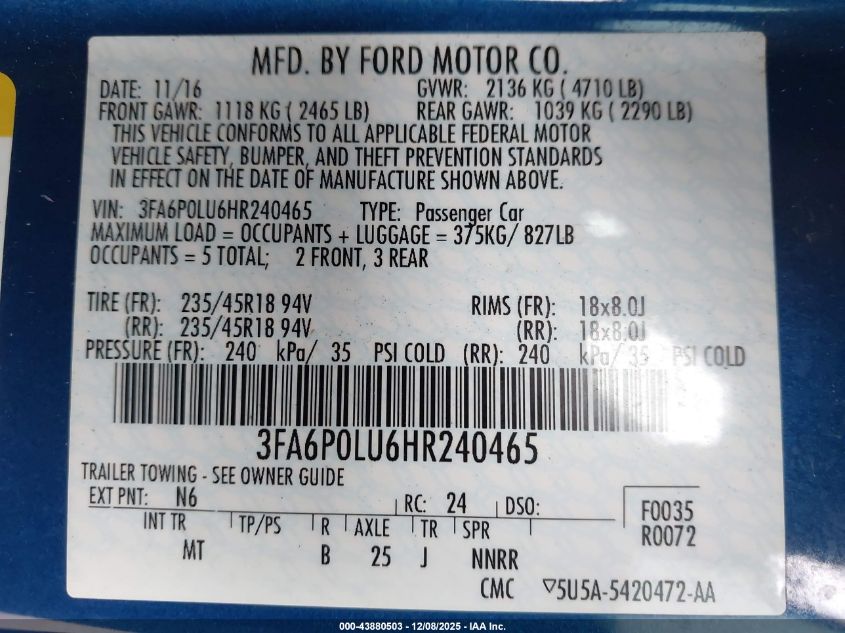 MFD. BY FORD MOTOR CO.
DATE: 11/16 GVWR: 2136 KG ( 4710 LB)
FRONT GAWR: 1118 KG ( 2465 LB) REAR GAWR: 1039 KG ( 2290 LB)
THIS VEHICLE CONFORMS TO ALL APPLICABLE FEDERAL MOTOR
VEHICLE SAFETY, BUMPER, AND THEFT PREVENTION STANDARDS
IN EFFECT ON THE DATE OF MANUFACTURE SHOWN ABOVE.
VIN: 3FA6P0LU6HR240465 TYPE: Passenger Car
MAXIMUM LOAD = OCCUPANTS + LUGGAGE = 375KG/ 827LB
OCCUPANTS = 5 TOTAL; 2 FRONT, 3 REAR
TIRE (FR): 235/45R18 94V RIMS (FR): 18x8.0J
(RR): 235/45R18 94V (RR): 18x8.0J
PRESSURE (FR): 240 kPa/ 35 PSI COLD (RR): 240 kPa/ 35 PSI COLD
3FA6P0LU6HR240465
TRAILER TOWING - SEE OWNER GUIDE
EXT PNT: N6 RC: 24 DSO: F0035
INT TR TP/PS R AXLE TR SPR R0072
MT B 25 J NNRR
CMC ▽5U5A-5420472-AA
000-43880503 - 12/08/2025 - IAA Inc.